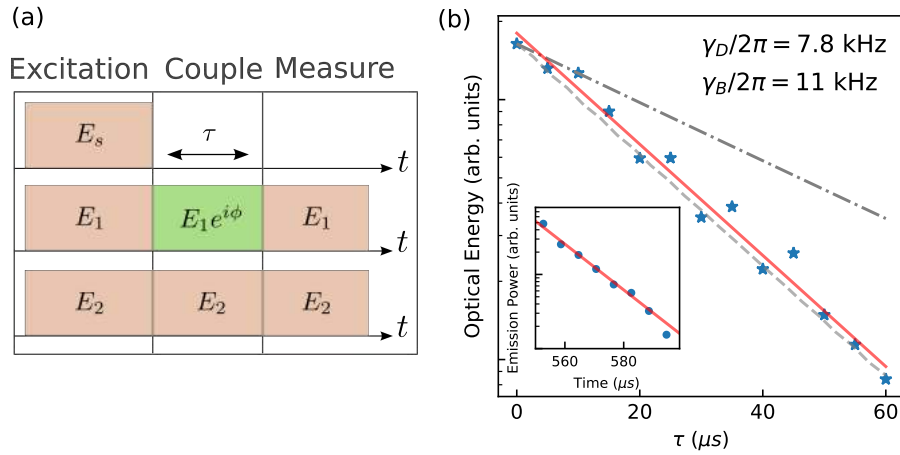 (a)
Excitation Couple Measure
E_s
τ
t
E_1
E_1e^{iϕ}
E_1
t
E_2
E_2
E_2
t
(b)
γ_D/2π = 7.8 kHz
γ_B/2π = 11 kHz
Optical Energy (arb. units)
Emission Power (arb. units)
560
580
Time (μs)
0
20
40
60
τ (μs)